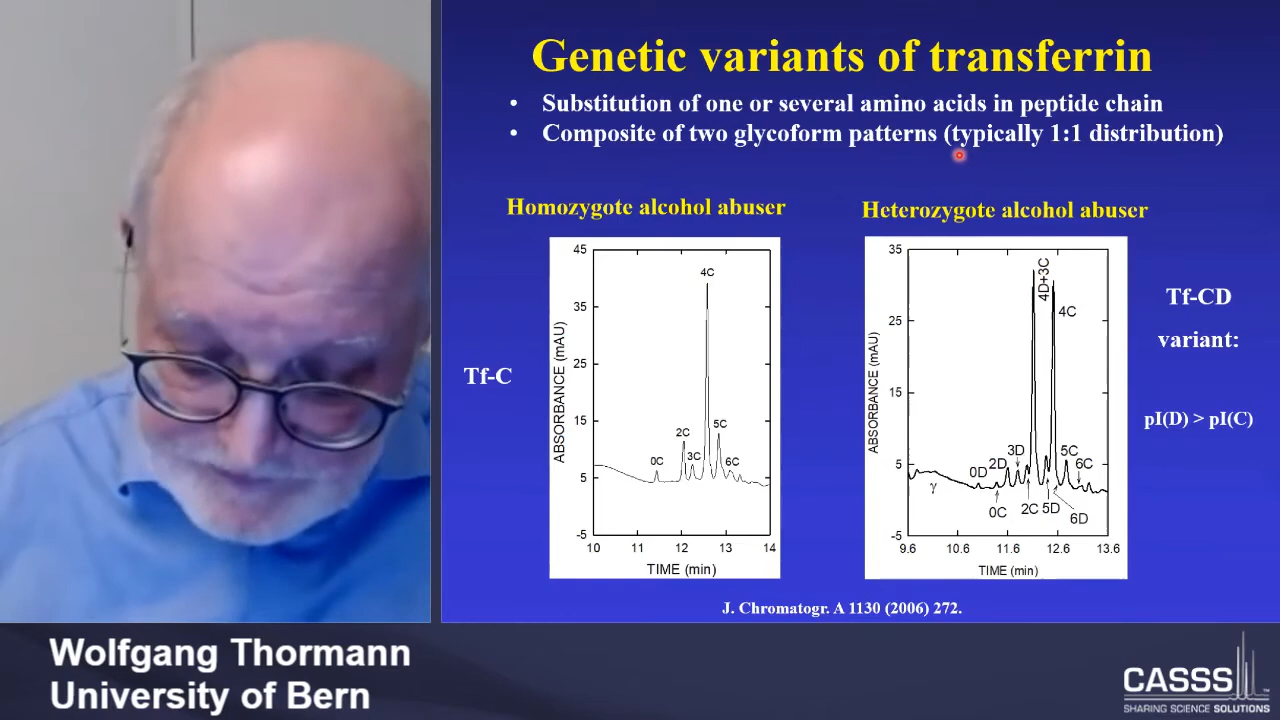 Genetic variants of transferrin
• Substitution of one or several amino acids in peptide chain
• Composite of two glycoform patterns (typically 1:1 distribution)
Homozygote alcohol abuser
Heterozygote alcohol abuser
Tf-C
45
35
25
15
5
-5
ABSORBANCE (mAU)
4C
2C
5C
3C
0C
6C
10 11 12 13 14
TIME (min)
35
25
15
5
-5
ABSORBANCE (mAU)
4D+3C
4C
3D
2D
0D
5C
6C
γ
0C
2C
5D
6D
9.6 10.6 11.6 12.6 13.6
TIME (min)
Tf-CD
variant:
pI(D) > pI(C)
J. Chromatogr. A 1130 (2006) 272.
Wolfgang Thormann
University of Bern
CASSS
SHARING SCIENCE SOLUTIONS